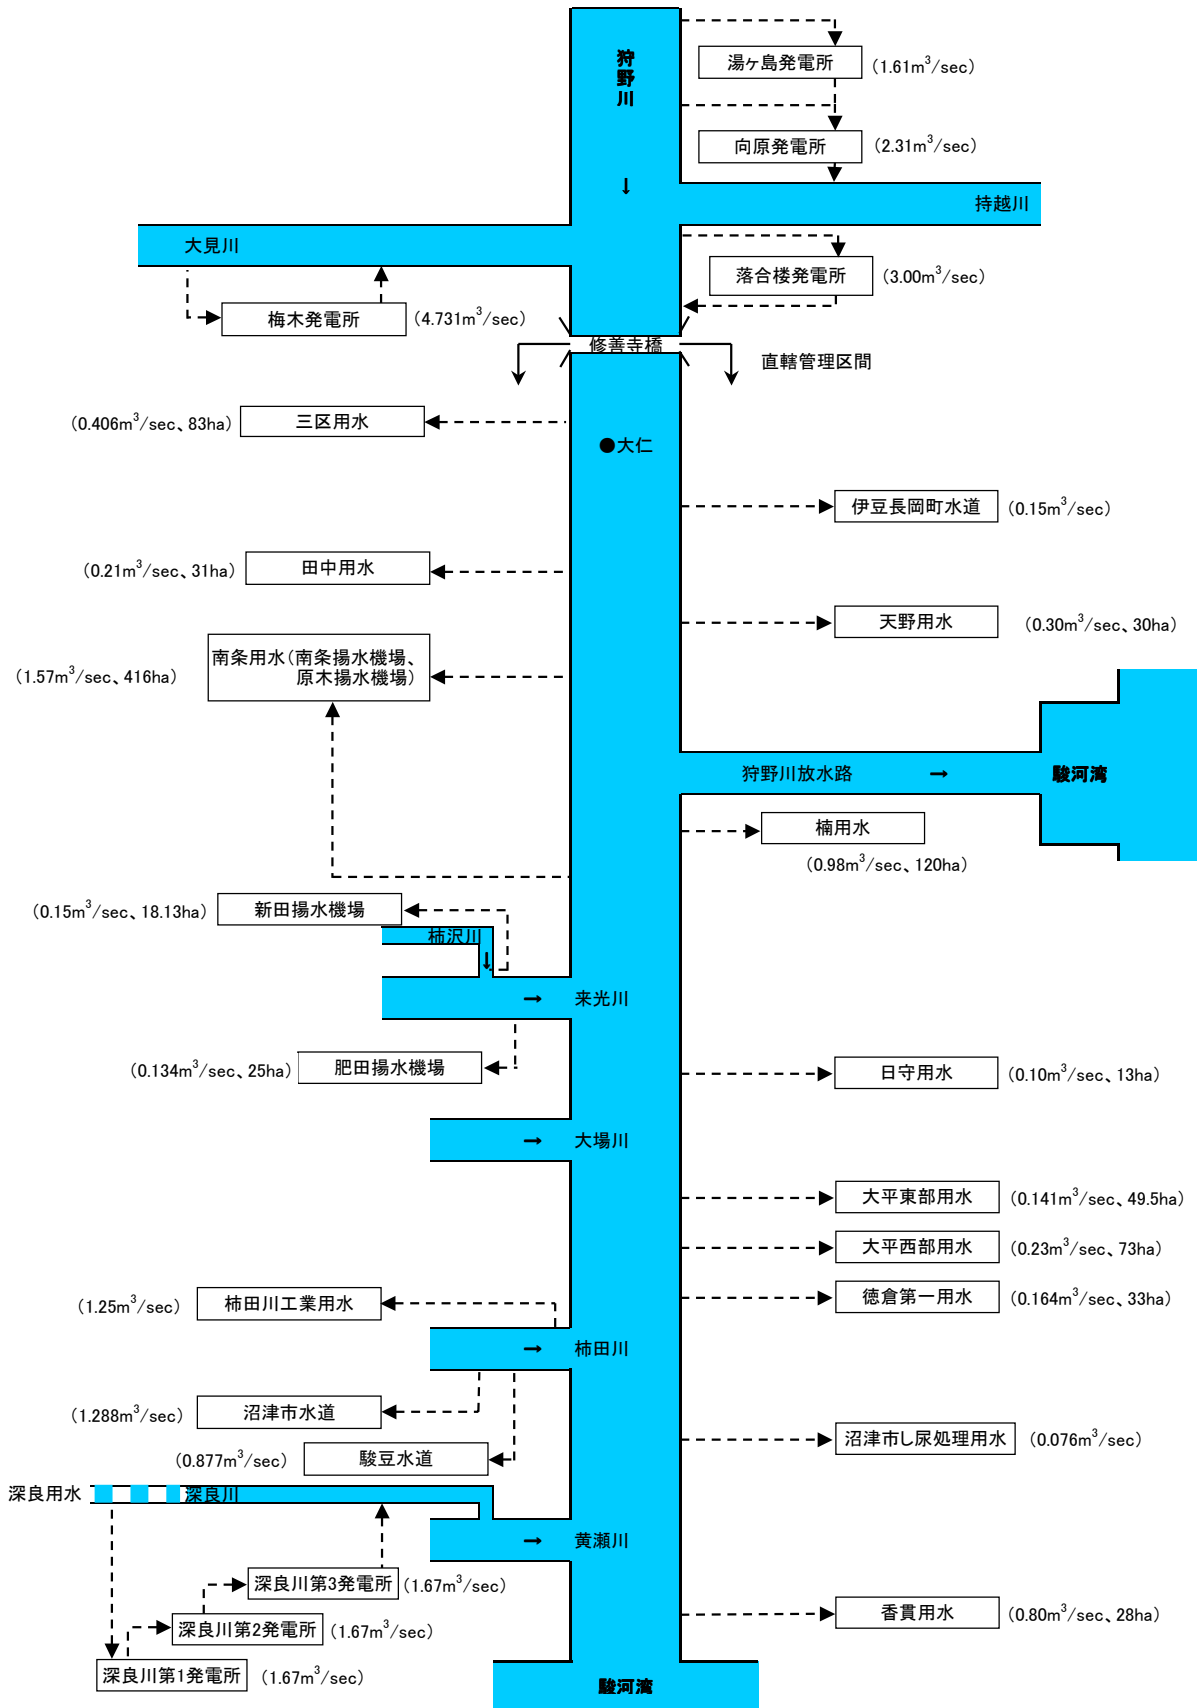 狩野川
↓
湯ヶ島発電所 (1.61m³/sec)
向原発電所 (2.31m³/sec)
持越川
大見川
落合楼発電所 (3.00m³/sec)
梅木発電所 (4.731m³/sec)
修善寺橋
直轄管理区間
(0.406m³/sec、83ha) 三区用水
●大仁
伊豆長岡町水道 (0.15m³/sec)
(0.21m³/sec、31ha) 田中用水
天野用水 (0.30m³/sec、30ha)
南条用水(南条揚水機場、
原木揚水機場)
(1.57m³/sec、416ha)
狩野川放水路 → 駿河湾
楠用水
(0.98m³/sec、120ha)
(0.15m³/sec、18.13ha) 新田揚水機場
柿沢川
↓
→ 来光川
(0.134m³/sec、25ha) 肥田揚水機場
日守用水 (0.10m³/sec、13ha)
→ 大場川
大平東部用水 (0.141m³/sec、49.5ha)
大平西部用水 (0.23m³/sec、73ha)
(1.25m³/sec) 柿田川工業用水
徳倉第一用水 (0.164m³/sec、33ha)
→ 柿田川
(1.288m³/sec) 沼津市水道
沼津市し尿処理用水 (0.076m³/sec)
(0.877m³/sec) 駿豆水道
深良用水 深良川
→ 黄瀬川
深良川第3発電所 (1.67m³/sec)
香貫用水 (0.80m³/sec、28ha)
深良川第2発電所 (1.67m³/sec)
深良川第1発電所 (1.67m³/sec)
駿河湾